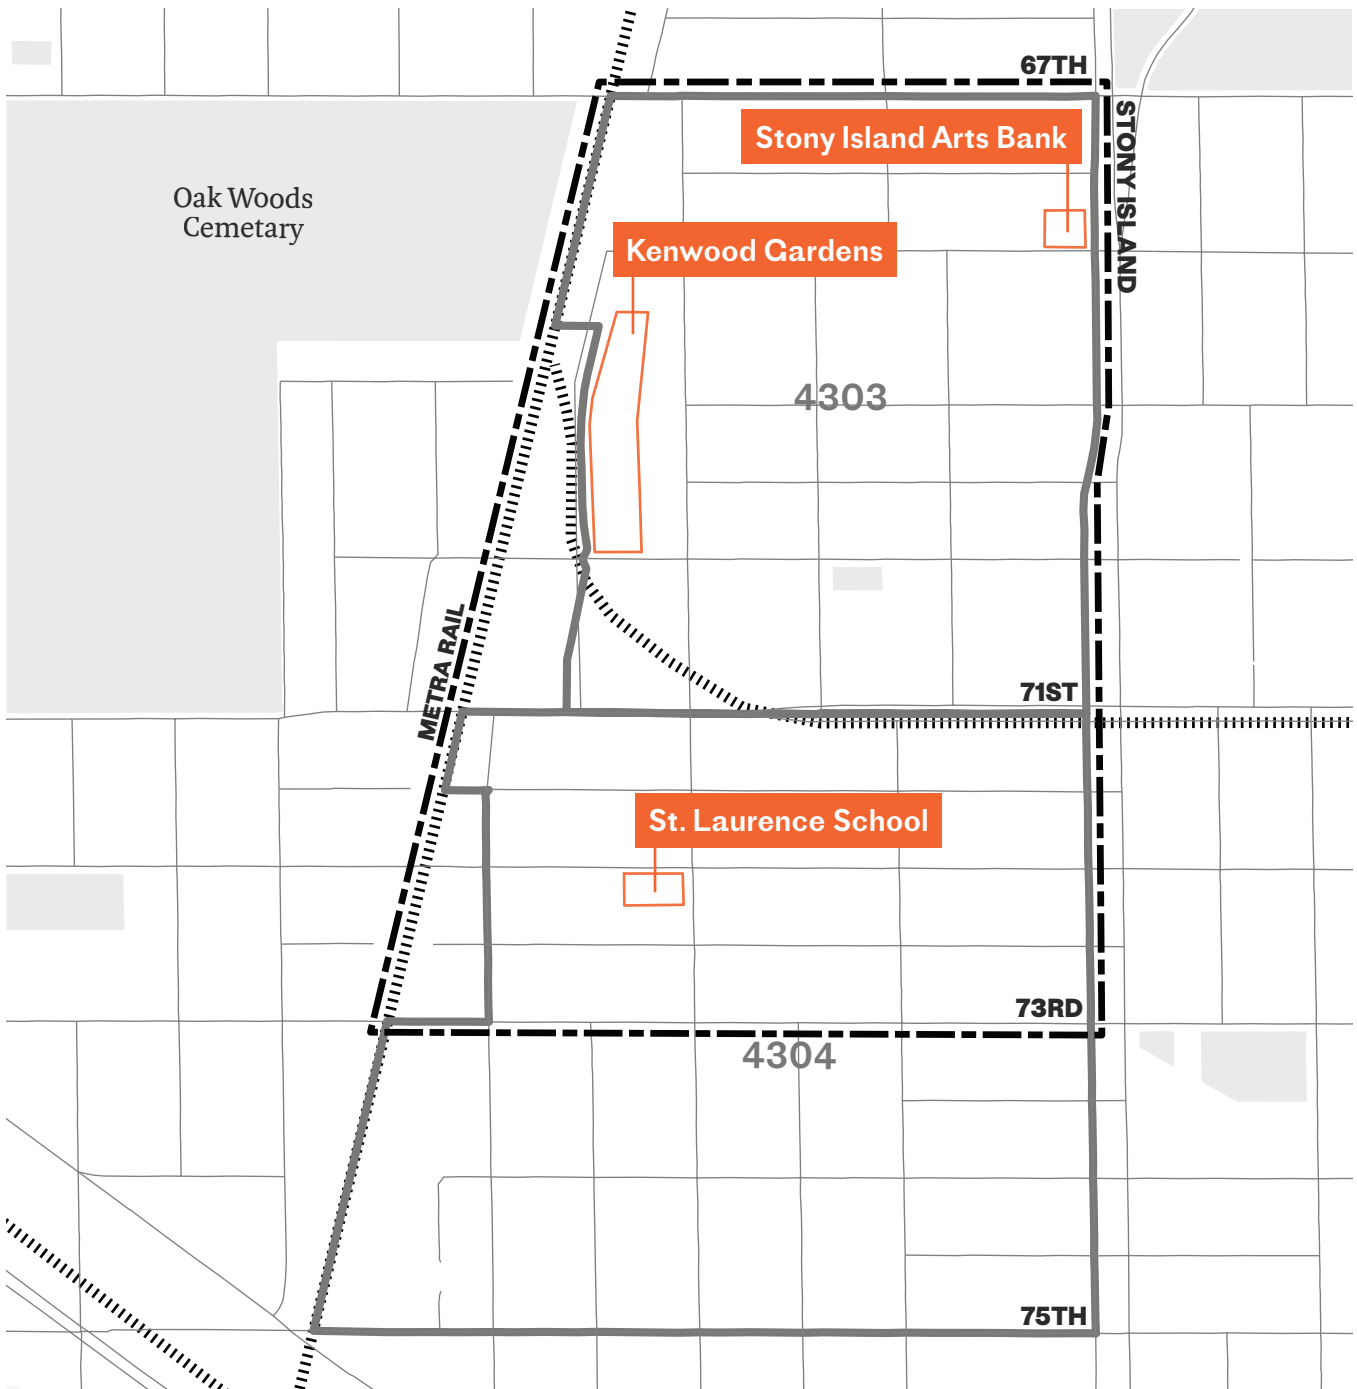 67TH
STONY ISLAND
Stony Island Arts Bank
Oak Woods
Cemetary
Kenwood Gardens
4303
METRA RAIL
71ST
St. Laurence School
73RD
4304
75TH